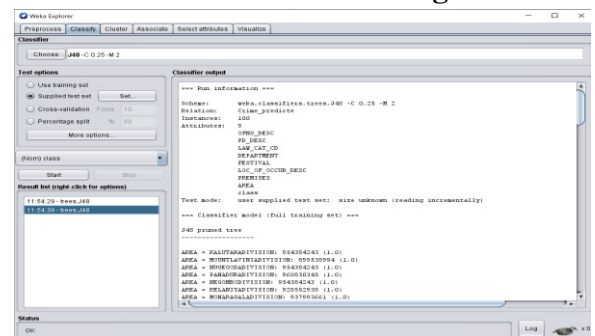 Weka Explorer
Preprocess Classify Cluster Associate Select attributes Visualize
Classifier
Choose J48 -C 0.25 -M 2
Test options
Use training set
Supplied test set Set...
Cross-validation Folds 10
Percentage split % 66
More options...
(Nom) class
Start Stop
Result list (right-click for options)
11:54:29 - trees.J48
11:54:39 - trees.J48
Classifier output
=== Run information ===
Scheme: weka.classifiers.trees.J48 -C 0.25 -M 2
Relation: Crime_predicte
Instances: 100
Attributes: 9
OFNS_DESC
PD_DESC
LAW_CAT_CD
DEPARTMENT
FESTIVAL
LOC_OF_OCCUR_DESC
PREMISES
AREA
class
Test mode: user supplied test set: size unknown (reading incrementally)
=== Classifier model (full training set) ===
J48 pruned tree
------------------
AREA = KALUTARADIVISION: 954384243 (1.0)
AREA = MOUNTLAVINIADIVISION: 899538594 (1.0)
AREA = NUGEGODADIVISION: 954384243 (1.0)
AREA = PANADURADIVISION: 960830345 (1.0)
AREA = NEGOMBODIVISION: 954384243 (1.0)
AREA = KELANIYADIVISION: 928552938 (1.0)
AREA = MONARAGALADIVISION: 937993661 (1.0)
Status
OK
Log
x 0